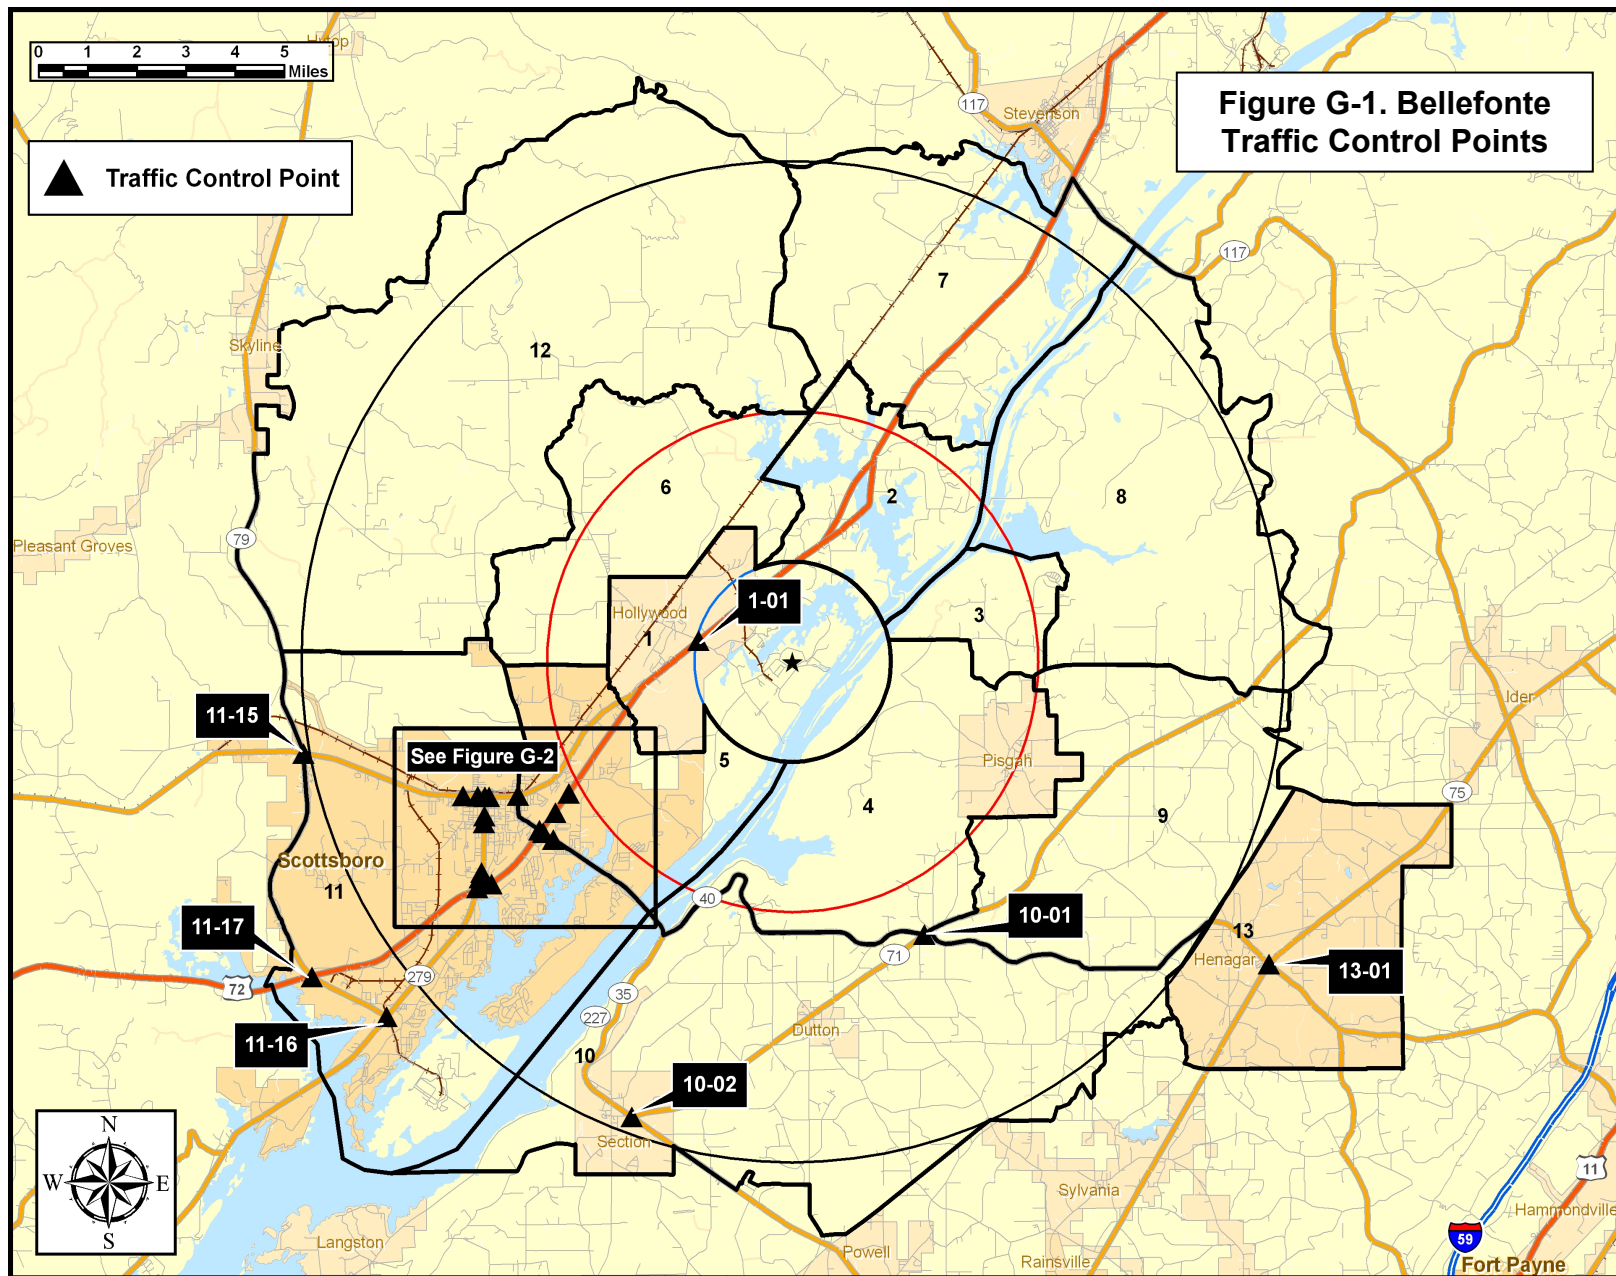 0 1 2 3 4 5
Miles
Hytop
Figure G-1. Bellefonte
Traffic Control Points
117
Stevenson
Traffic Control Point
117
7
12
Skyline
6
2
8
79
Pleasant Groves
1-01
Hollywood
1
3
11-15
Ider
See Figure G-2
5
Pisgah
75
4
9
Scottsboro
11
40
11-17
10-01
13
71
Henagar
13-01
279
72
35
227
Dutton
11-16
10
10-02
Section
N
W E
S
11
Sylvania
Hammondville
Langston
Powell
Rainsville
59
Fort Payne